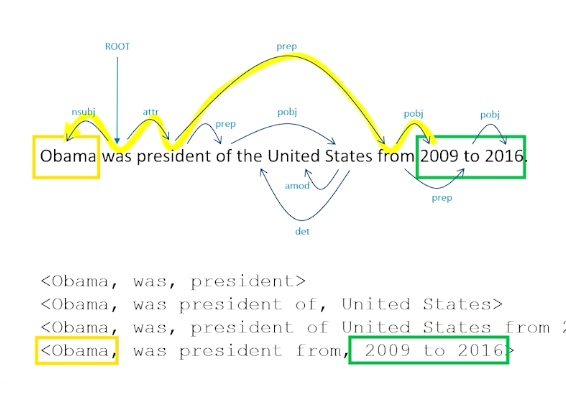 ROOT
prep
nsubj
attr
prep
pobj
pobj
pobj
Obama was president of the United States from 2009 to 2016.
amod
prep
det
<Obama, was, president>
<Obama, was president of, United States>
<Obama, was, president of United States from 2
<Obama, was president from, 2009 to 2016>